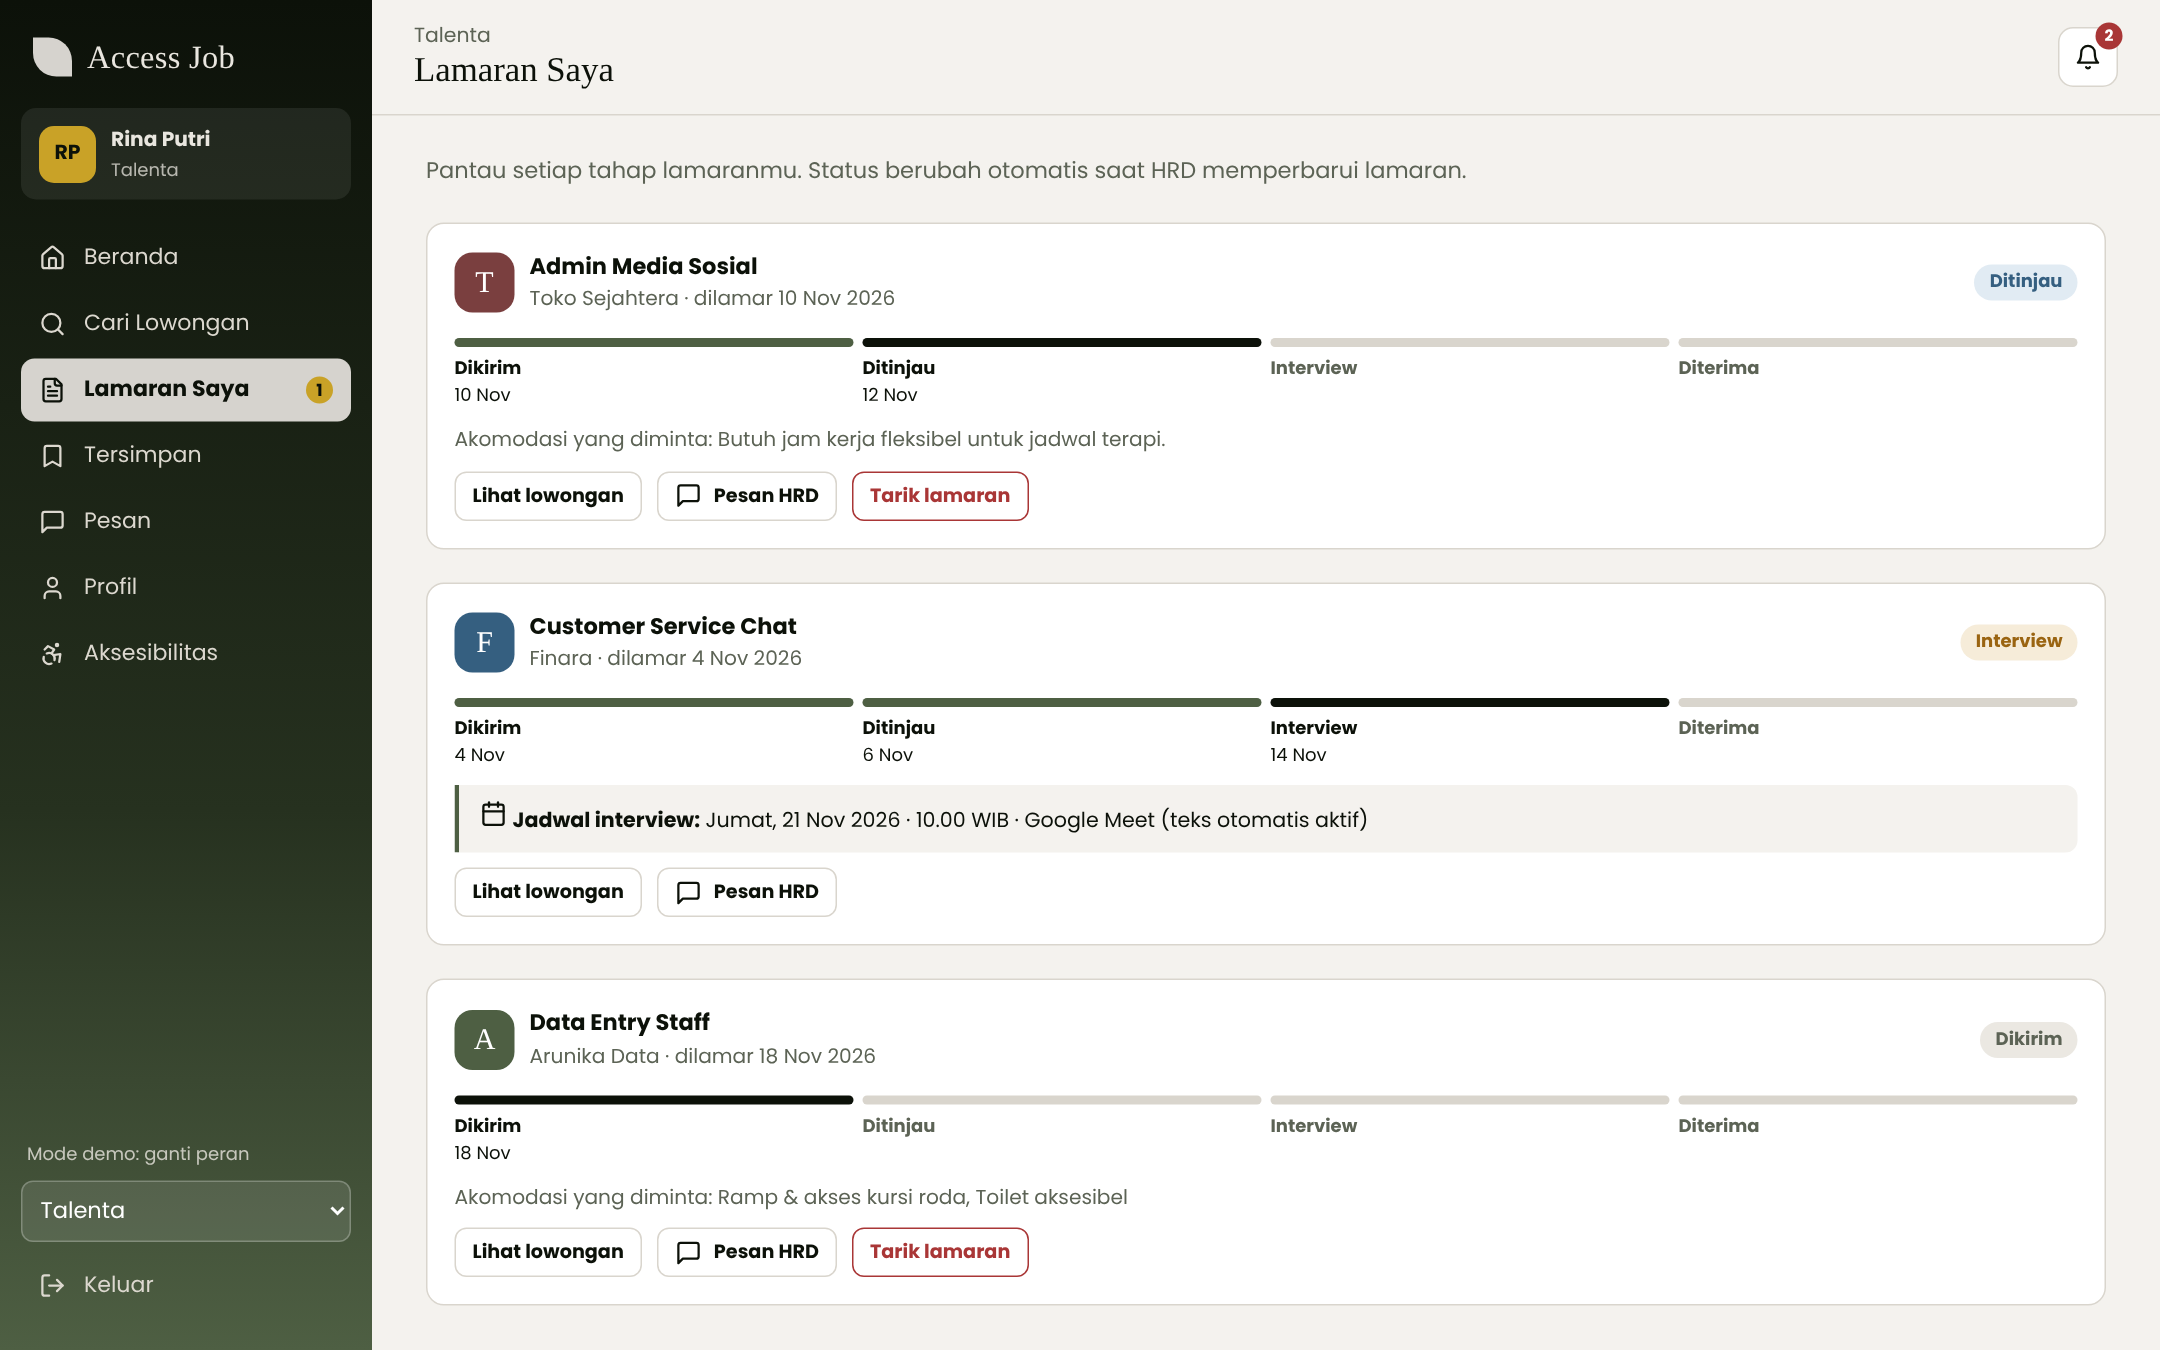 Access Job
RP
Rina Putri
Talenta
Beranda
Cari Lowongan
Lamaran Saya
1
Tersimpan
Pesan
Profil
Aksesibilitas
Mode demo: ganti peran
Talenta
Keluar
Talenta
Lamaran Saya
2
Pantau setiap tahap lamaranmu. Status berubah otomatis saat HRD memperbarui lamaran.
T
Admin Media Sosial
Toko Sejahtera · dilamar 10 Nov 2026
Ditinjau
Dikirim
10 Nov
Ditinjau
12 Nov
Interview
Diterima
Akomodasi yang diminta: Butuh jam kerja fleksibel untuk jadwal terapi.
Lihat lowongan
Pesan HRD
Tarik lamaran
F
Customer Service Chat
Finara · dilamar 4 Nov 2026
Interview
Dikirim
4 Nov
Ditinjau
6 Nov
Interview
14 Nov
Diterima
Jadwal interview: Jumat, 21 Nov 2026 · 10.00 WIB · Google Meet (teks otomatis aktif)
Lihat lowongan
Pesan HRD
A
Data Entry Staff
Arunika Data · dilamar 18 Nov 2026
Dikirim
Dikirim
18 Nov
Ditinjau
Interview
Diterima
Akomodasi yang diminta: Ramp & akses kursi roda, Toilet aksesibel
Lihat lowongan
Pesan HRD
Tarik lamaran